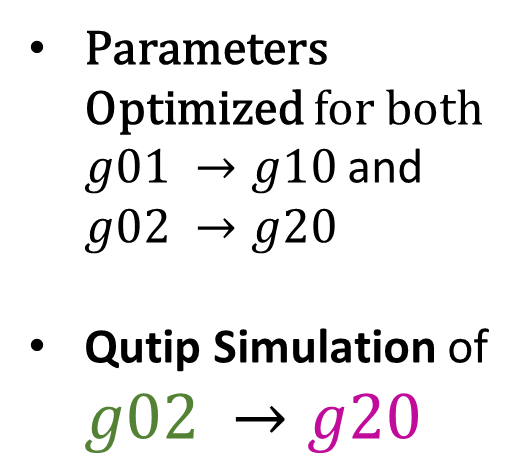 • Parameters
Optimized for both
g01 → g10 and
g02 → g20
• Qutip Simulation of
g02 → g20